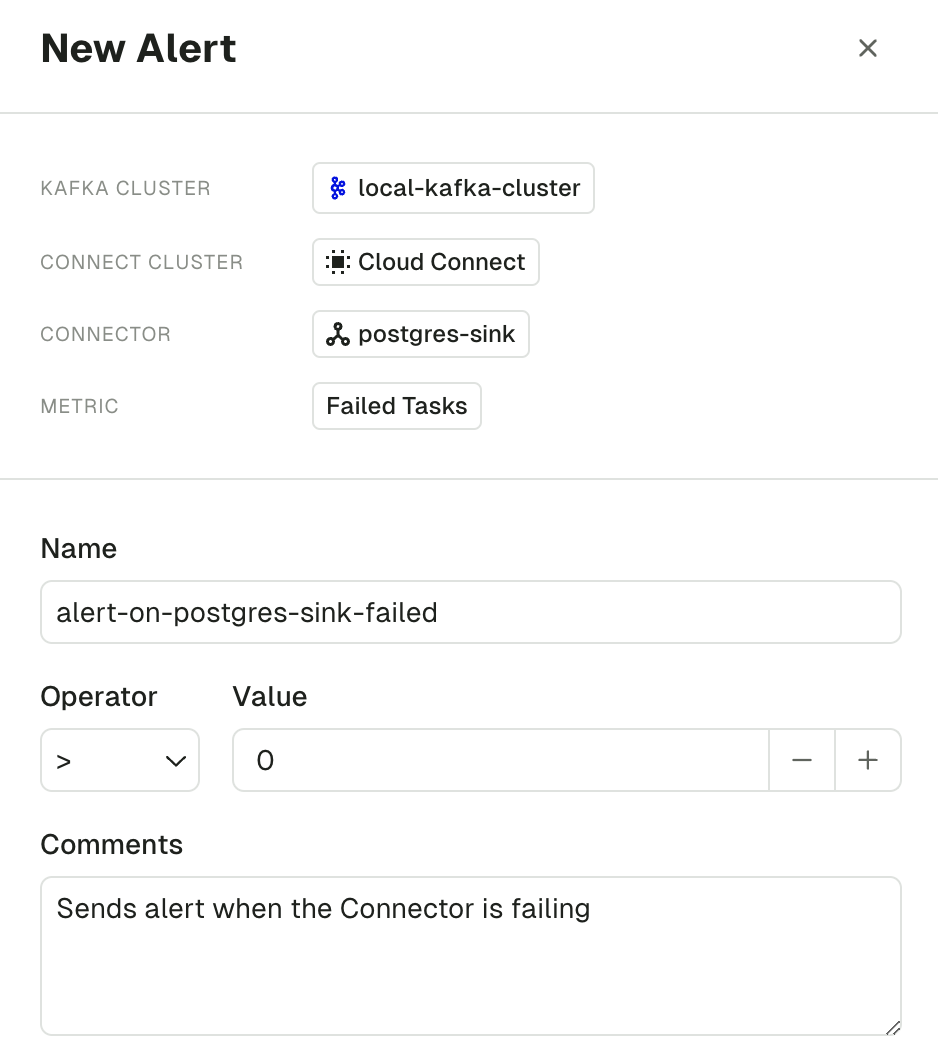 New Alert
KAFKA CLUSTER local-kafka-cluster
CONNECT CLUSTER Cloud Connect
CONNECTOR postgres-sink
METRIC Failed Tasks
Name
alert-on-postgres-sink-failed
Operator Value
> 0 − +
Comments
Sends alert when the Connector is failing